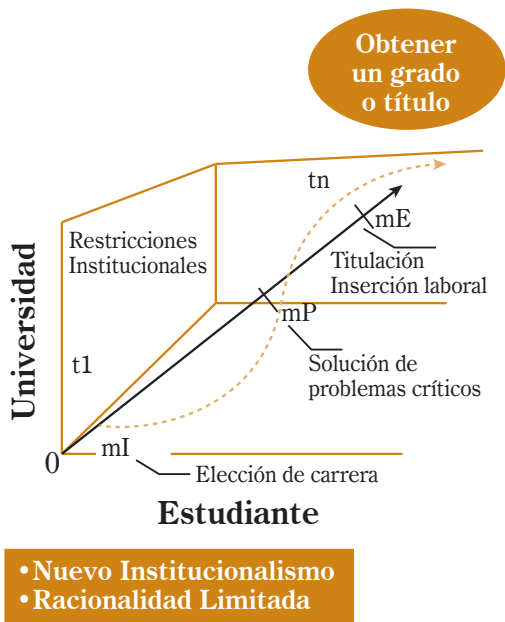 Obtener
un grado
o título
tn
mE
Restricciones
Institucionales
Titulación
Inserción laboral
Universidad
mP
t1
Solución de
problemas críticos
0
mI
Elección de carrera
Estudiante
•Nuevo Institucionalismo
•Racionalidad Limitada